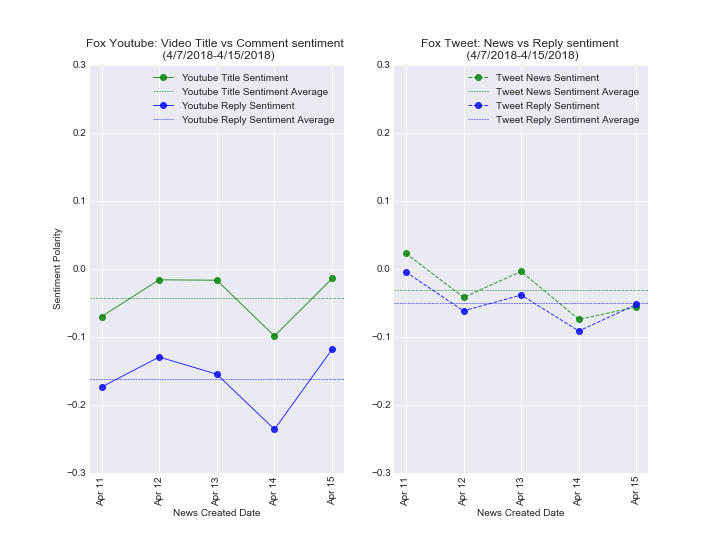 Fox Youtube: Video Title vs Comment sentiment
(4/7/2018-4/15/2018)
0.3
0.2
0.1
0.0
−0.1
−0.2
−0.3
Sentiment Polarity
Youtube Title Sentiment
Youtube Title Sentiment Average
Youtube Reply Sentiment
Youtube Reply Sentiment Average
Apr 11
Apr 12
Apr 13
Apr 14
Apr 15
News Created Date
Fox Tweet: News vs Reply sentiment
(4/7/2018-4/15/2018)
0.3
0.2
0.1
0.0
−0.1
−0.2
−0.3
Tweet News Sentiment
Tweet News Sentiment Average
Tweet Reply Sentiment
Tweet Reply Sentiment Average
Apr 11
Apr 12
Apr 13
Apr 14
Apr 15
News Created Date